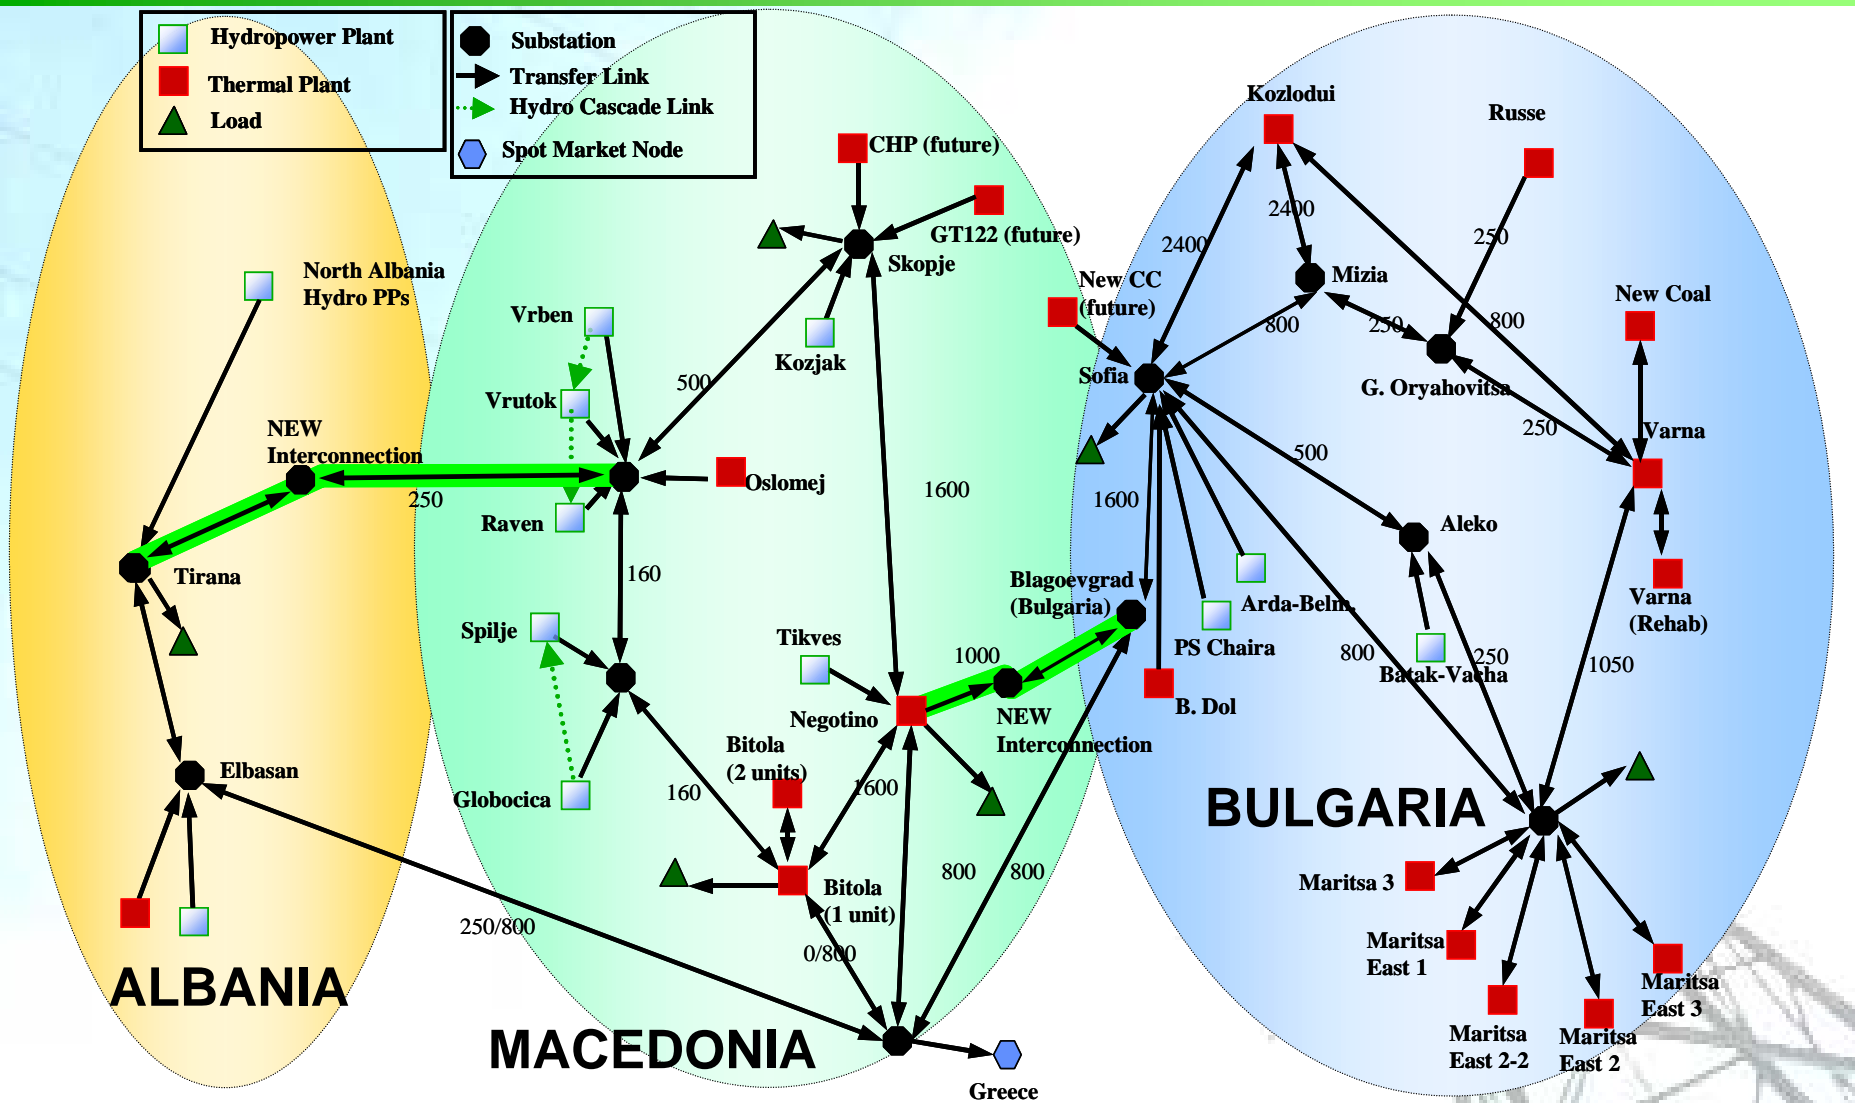 Hydropower Plant
Thermal Plant
Load
Substation
Transfer Link
Hydro Cascade Link
Spot Market Node
North Albania
Hydro PPs
NEW
Interconnection
250
Tirana
Elbasan
250/800
ALBANIA
CHP (future)
GT122 (future)
Skopje
Kozjak
Vrben
Vrutok
Raven
500
Oslomej
160
1600
Spilje
Globocica
160
Tikves
Negotino
Bitola
(2 units)
1600
Bitola
(1 unit)
0/800
800
800
1000
NEW
Interconnection
Blagoevgrad
(Bulgaria)
MACEDONIA
Greece
Kozlodui
Russe
2400
2400
250
Mizia
New CC
(future)
Sofia
800
250
800
G. Oryahovitsa
New Coal
250
Varna
500
1600
Aleko
Arda-Belm.
PS Chaira
B. Dol
800
Batak-Vacha
250
1050
Varna
(Rehab)
BULGARIA
Maritsa 3
Maritsa
East 1
Maritsa
East 2-2
Maritsa
East 2
Maritsa
East 3